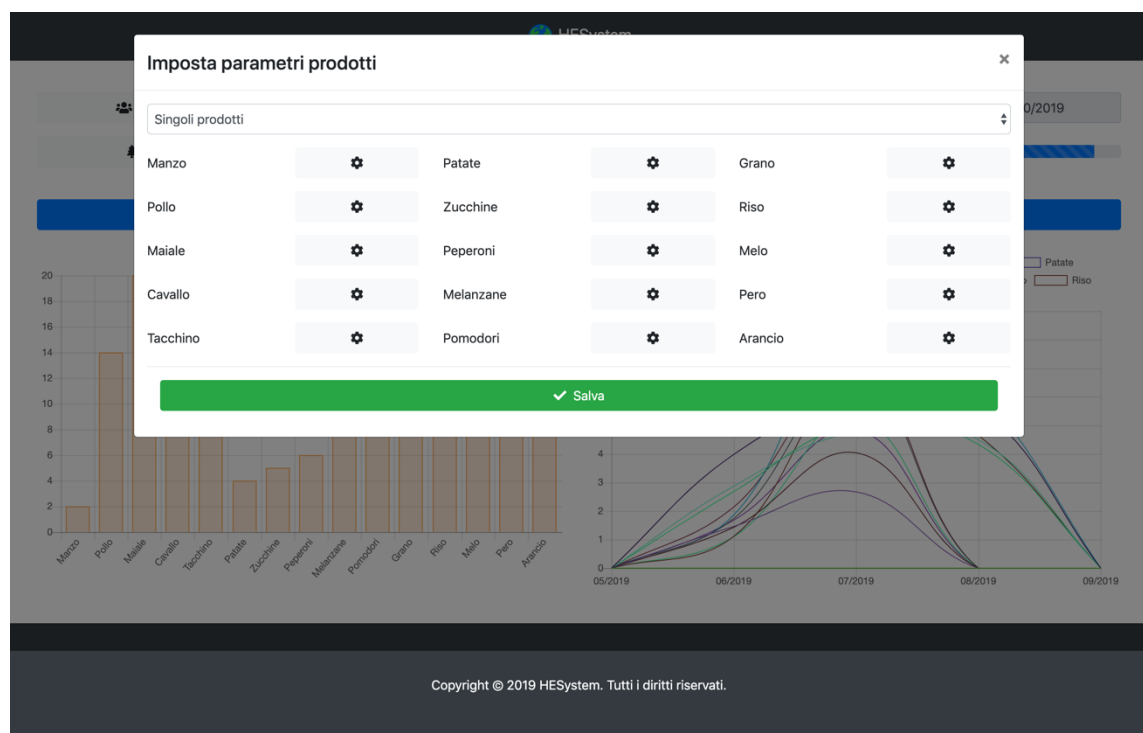 HESystem
Imposta parametri prodotti ×
0/2019
Singoli prodotti
Manzo Patate Grano
Pollo Zucchine Riso
Maiale Peperoni Melo
Cavallo Melanzane Pero
Tacchino Pomodori Arancio
Salva
Patate
Riso
20
18
16
14
12
10
8
6
4
2
0
Manzo Pollo Maiale Cavallo Tacchino Patate Zucchine Peperoni Melanzane Pomodori Grano Riso Melo Pero Arancio
4
3
2
1
0
05/2019 06/2019 07/2019 08/2019 09/2019
Copyright © 2019 HESystem. Tutti i diritti riservati.